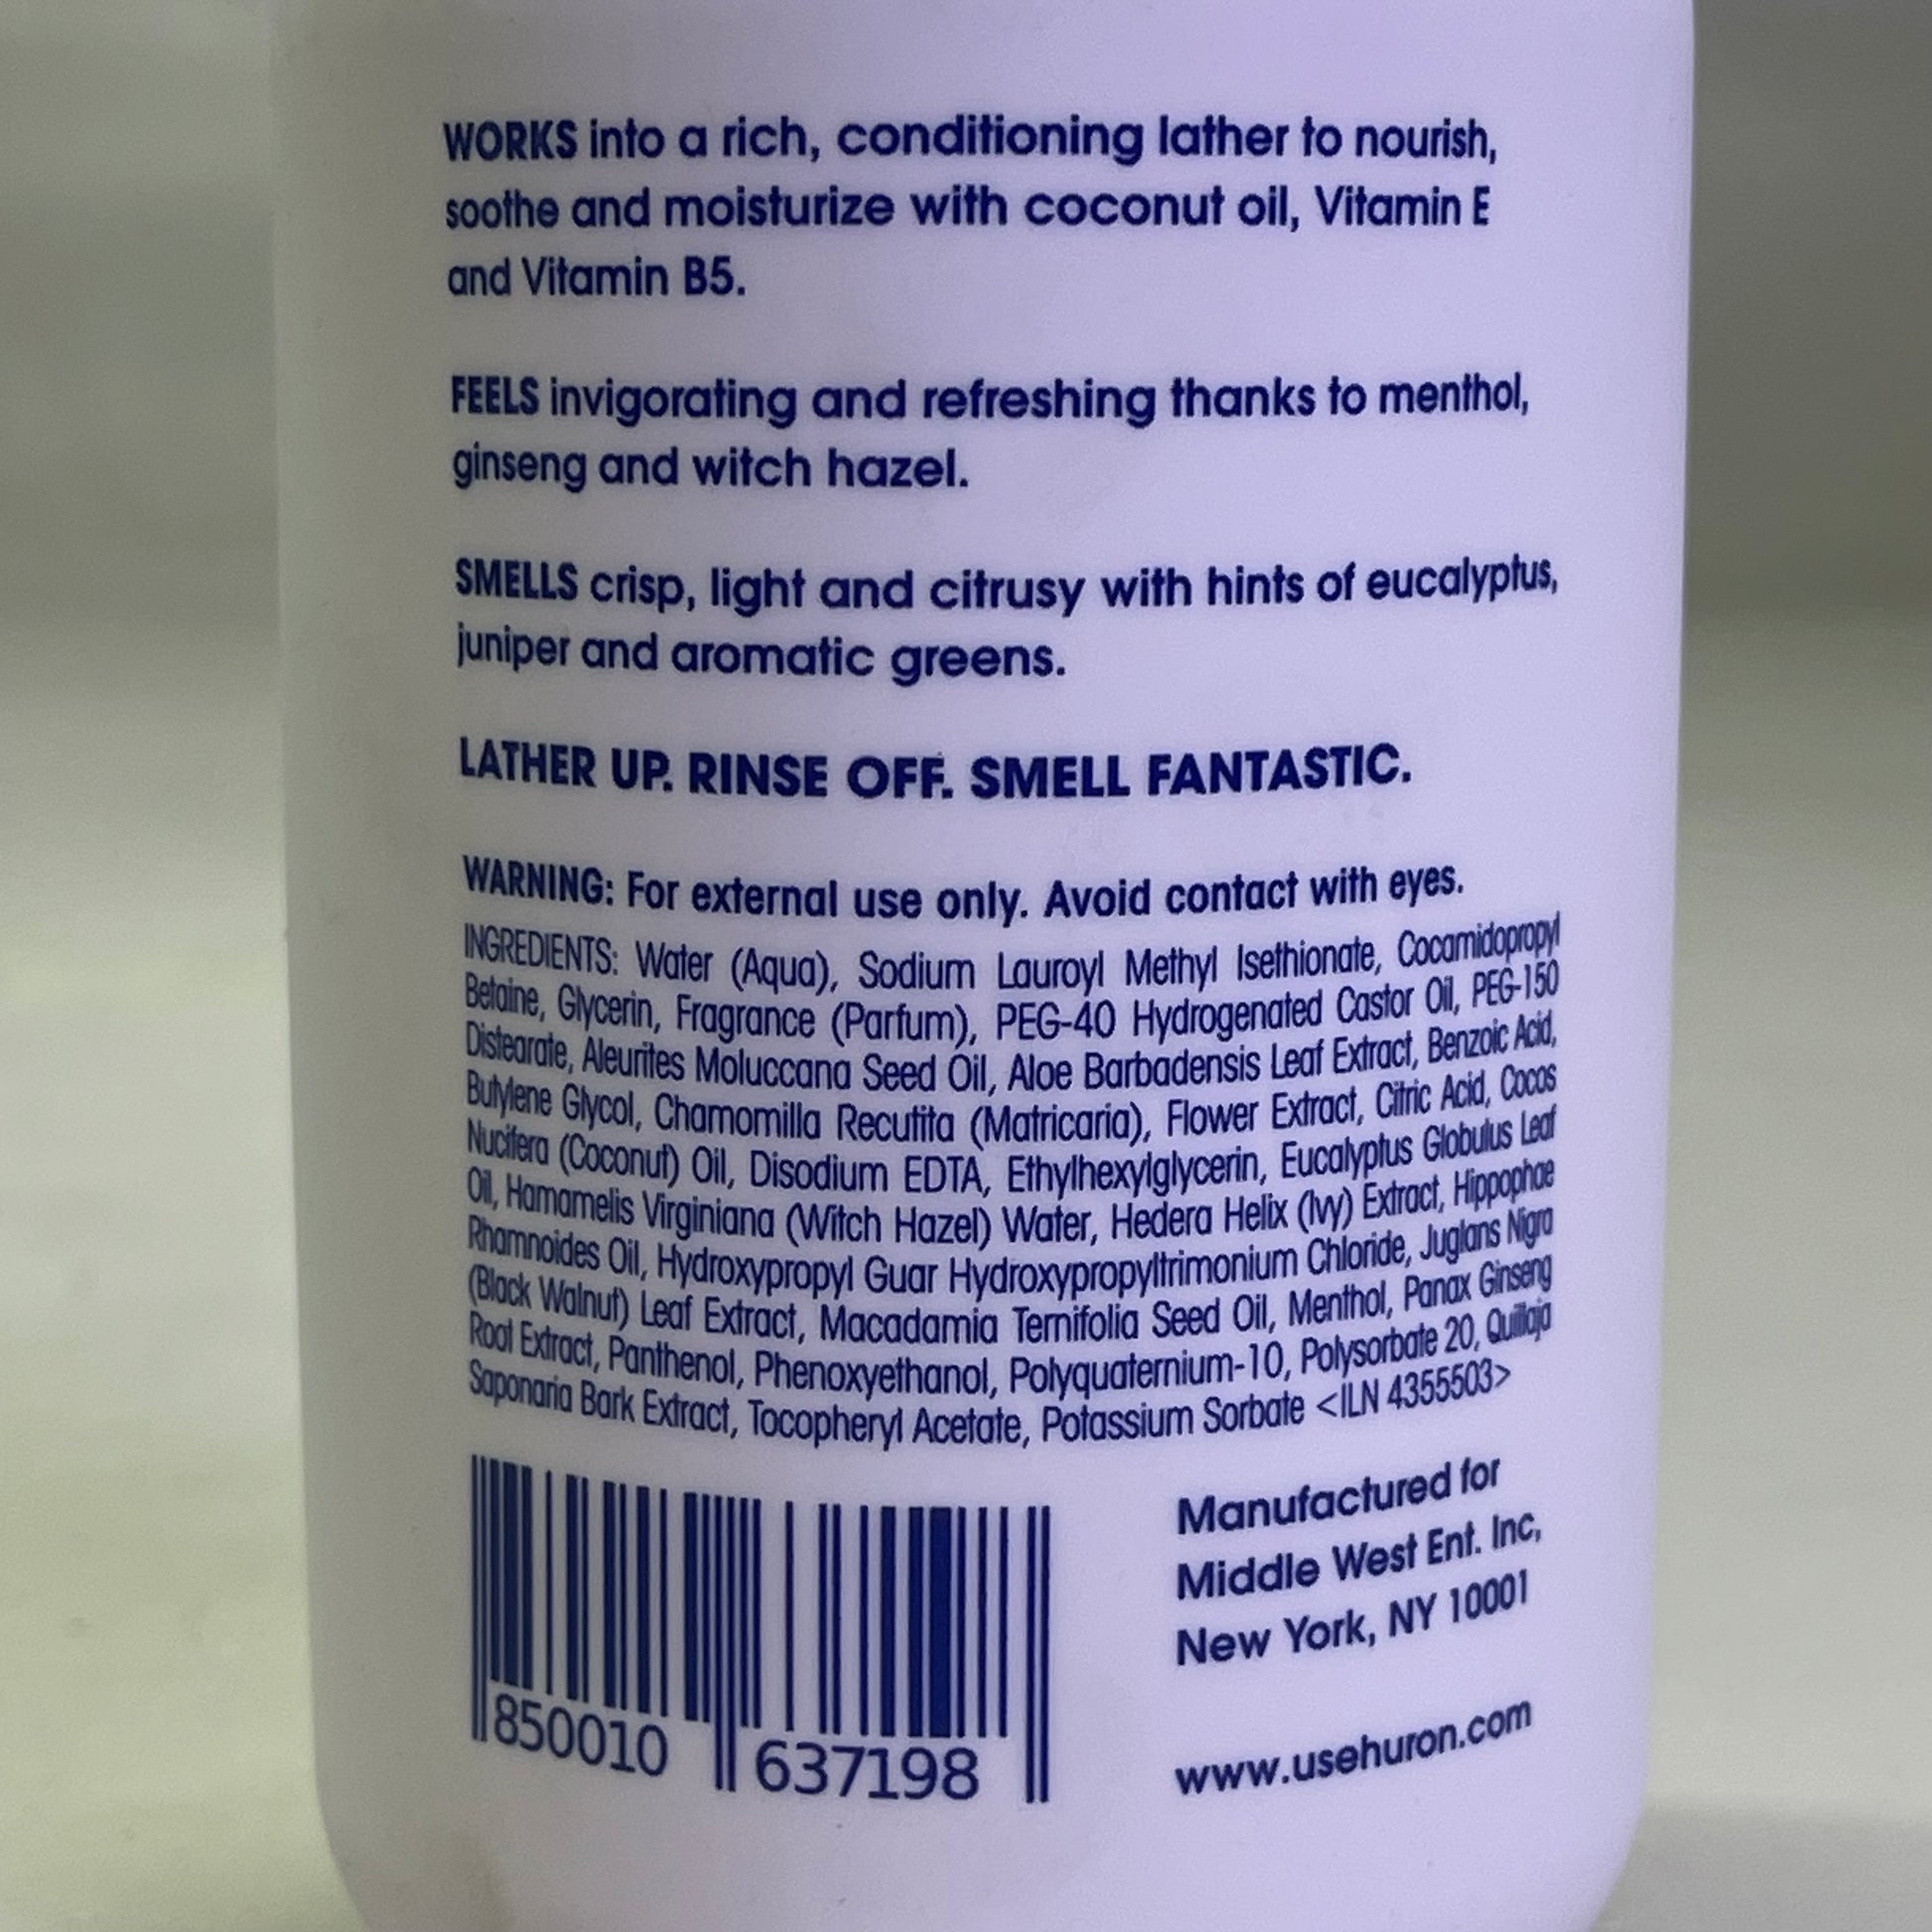 WORKS into a rich, conditioning lather to nourish,
soothe and moisturize with coconut oil, Vitamin E
and Vitamin B5.
FEELS invigorating and refreshing thanks to menthol,
ginseng and witch hazel.
SMELLS crisp, light and citrusy with hints of eucalyptus,
juniper and aromatic greens.
LATHER UP. RINSE OFF. SMELL FANTASTIC.
WARNING: For external use only. Avoid contact with eyes.
INGREDIENTS: Water (Aqua), Sodium Lauroyl Methyl Isethionate, Cocamidopropyl
Betaine, Glycerin, Fragrance (Parfum), PEG-40 Hydrogenated Castor Oil, PEG-150
Distearate, Aleurites Moluccana Seed Oil, Aloe Barbadensis Leaf Extract, Benzoic Acid,
Butylene Glycol, Chamomilla Recutita (Matricaria), Flower Extract, Citric Acid, Cocos
Nucifera (Coconut) Oil, Disodium EDTA, Ethylhexylglycerin, Eucalyptus Globulus Leaf
Oil, Hamamelis Virginiana (Witch Hazel) Water, Hedera Helix (Ivy) Extract, Hippophae
Rhamnoides Oil, Hydroxypropyl Guar Hydroxypropyltrimonium Chloride, Juglans Nigra
(Black Walnut) Leaf Extract, Macadamia Ternifolia Seed Oil, Menthol, Panax Ginseng
Root Extract, Panthenol, Phenoxyethanol, Polyquaternium-10, Polysorbate 20, Quillaja
Saponaria Bark Extract, Tocopheryl Acetate, Potassium Sorbate <ILN 4355503>
Manufactured for
Middle West Ent. Inc,
New York, NY 10001
www.usehuron.com
850010 637198